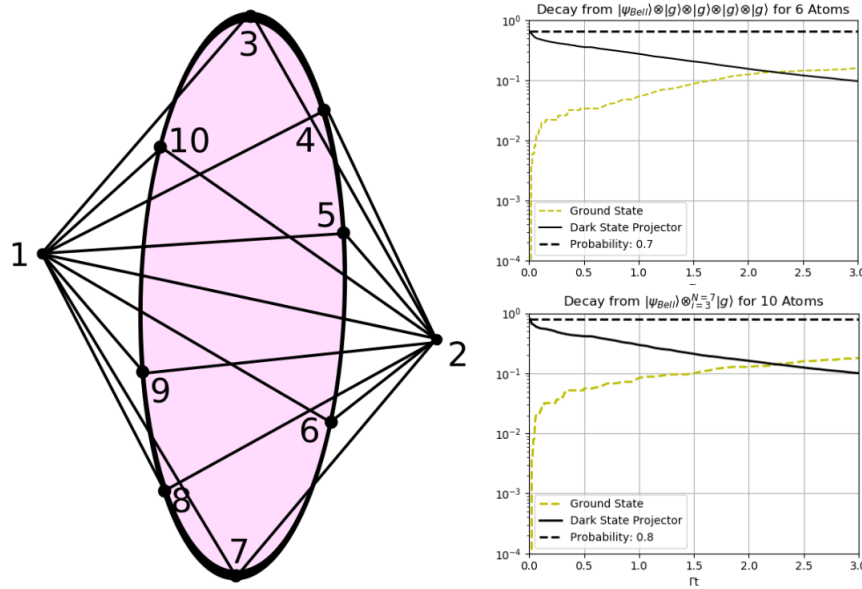 3
10
4
5
1
2
9
6
8
7
Decay from |ψ_Bell⟩⊗|g⟩⊗|g⟩⊗|g⟩⊗|g⟩ for 6 Atoms
10^0
10^-1
10^-2
10^-3
10^-4
Ground State
Dark State Projector
Probability: 0.7
0.0 0.5 1.0 1.5 2.0 2.5 3.0
Decay from |ψ_Bell⟩⊗_{i=3}^{N=7}|g⟩ for 10 Atoms
10^0
10^-1
10^-2
10^-3
10^-4
Ground State
Dark State Projector
Probability: 0.8
0.0 0.5 1.0 1.5 2.0 2.5 3.0
Γt